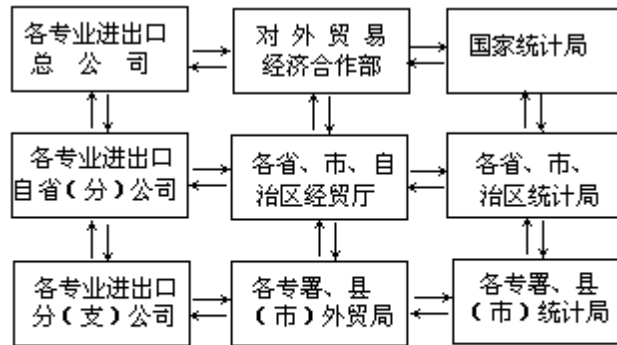 各专业进出口
总公司
对外贸易
经济合作部
国家统计局
各专业进出口
自省(分)公司
各省、市、自
治区经贸厅
各省、市、
治区统计局
各专业进出口
分(支)公司
各专署、县
(市)外贸局
各专署、县
(市)统计局